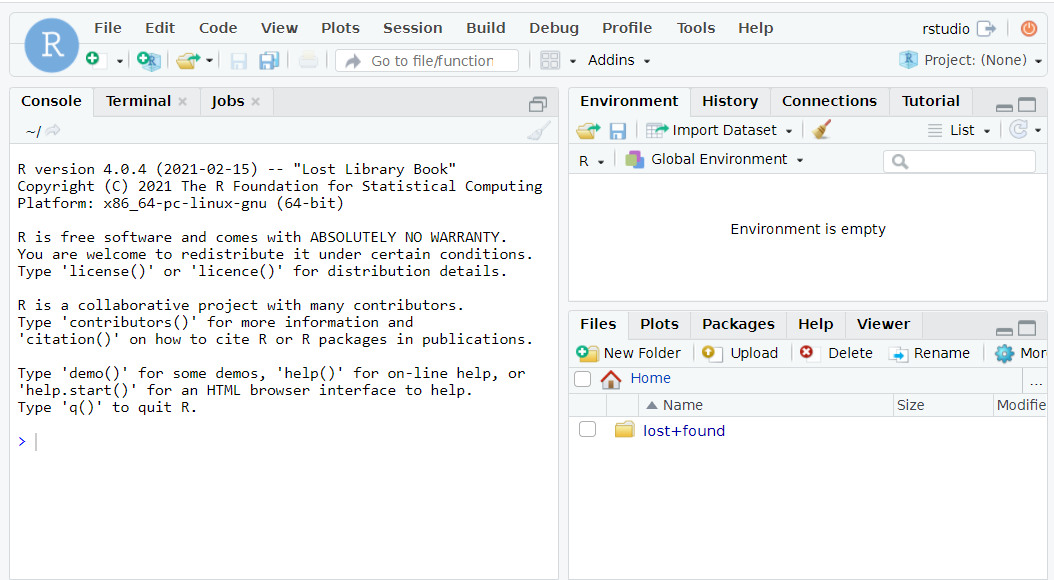 R
File Edit Code View Plots Session Build Debug Profile Tools Help
rstudio
R
Go to file/function
Addins
R Project: (None)
Console Terminal Jobs
~/
R version 4.0.4 (2021-02-15) -- "Lost Library Book"
Copyright (C) 2021 The R Foundation for Statistical Computing
Platform: x86_64-pc-linux-gnu (64-bit)
R is free software and comes with ABSOLUTELY NO WARRANTY.
You are welcome to redistribute it under certain conditions.
Type 'license()' or 'licence()' for distribution details.
R is a collaborative project with many contributors.
Type 'contributors()' for more information and
'citation()' on how to cite R or R packages in publications.
Type 'demo()' for some demos, 'help()' for on-line help, or
'help.start()' for an HTML browser interface to help.
Type 'q()' to quit R.
>
Environment History Connections Tutorial
Import Dataset
List
R Global Environment
Environment is empty
Files Plots Packages Help Viewer
New Folder Upload Delete Rename Mor
Home ...
Name Size Modifie
lost+found